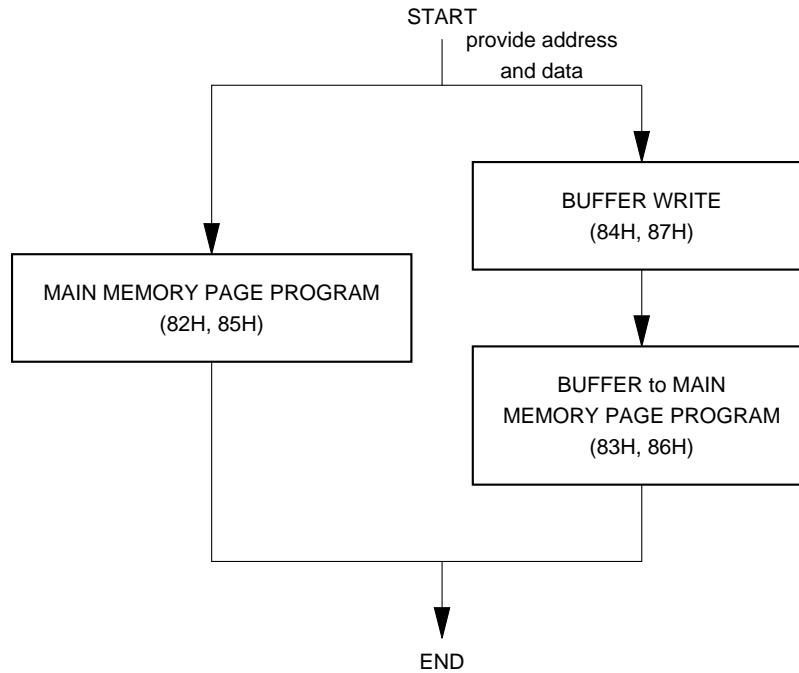 START
provide address
and data
BUFFER WRITE
(84H, 87H)
MAIN MEMORY PAGE PROGRAM
(82H, 85H)
BUFFER to MAIN
MEMORY PAGE PROGRAM
(83H, 86H)
END